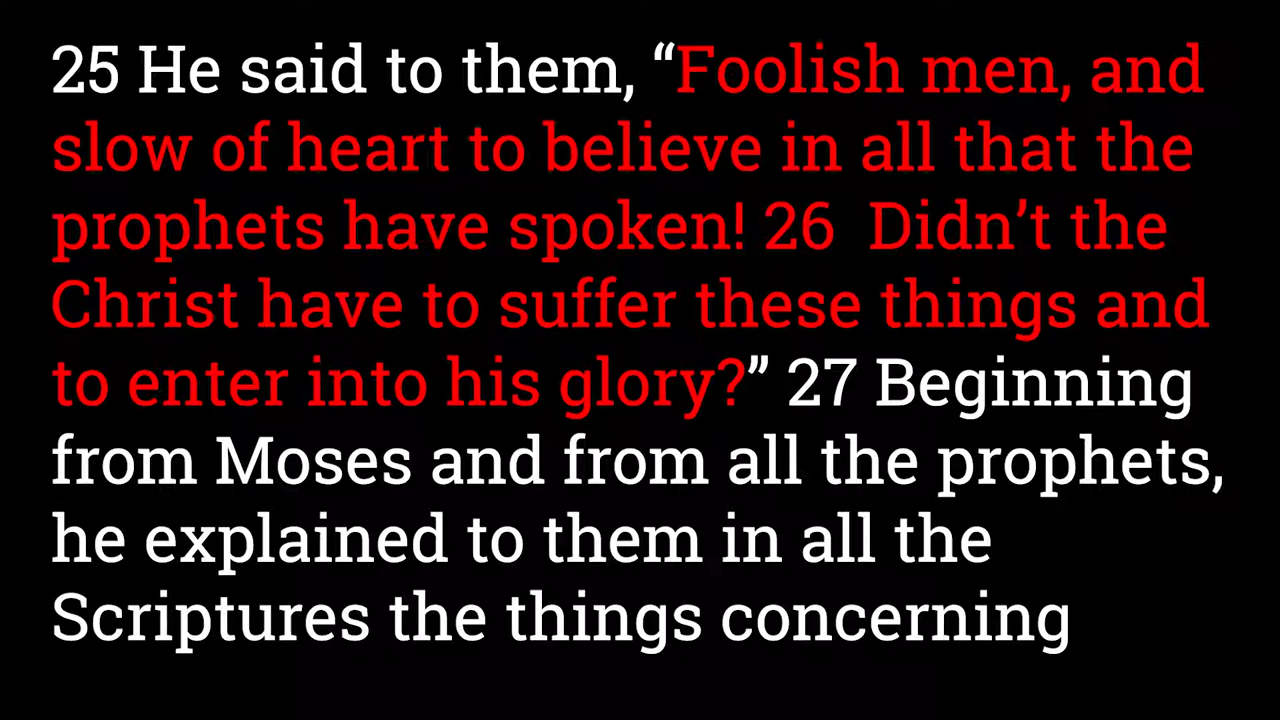 25 He said to them, “Foolish men, and
slow of heart to believe in all that the
prophets have spoken! 26  Didn’t the
Christ have to suffer these things and
to enter into his glory?” 27 Beginning
from Moses and from all the prophets,
he explained to them in all the
Scriptures the things concerning